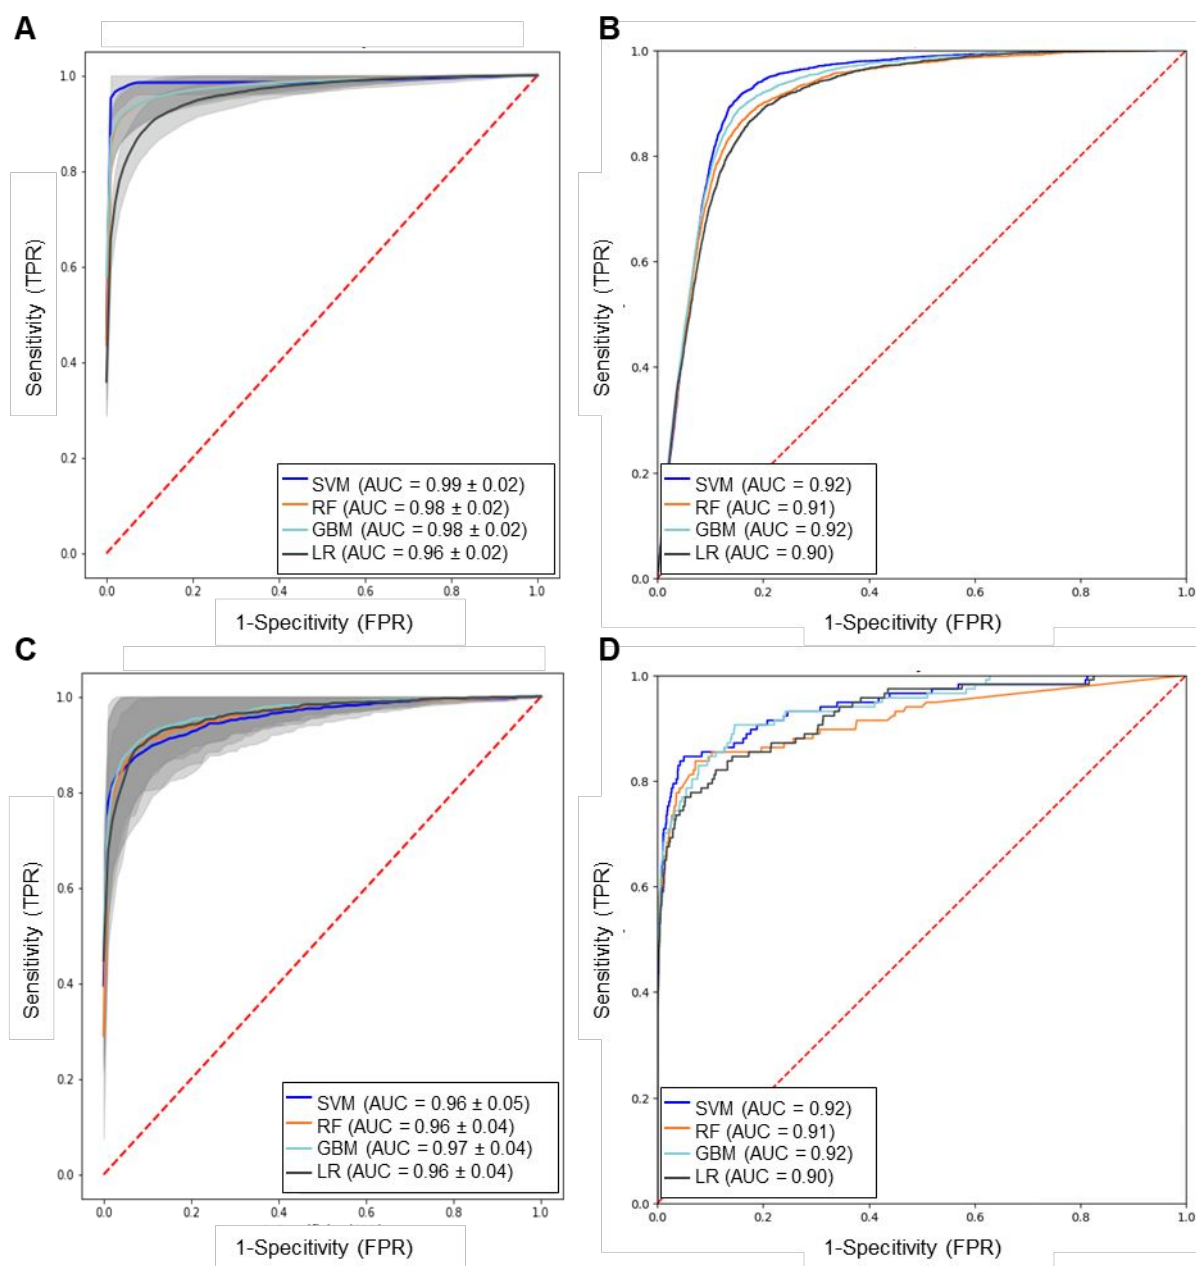 A
1.0
0.8
0.6
0.4
0.2
0.0
Sensitivity (TPR)
SVM (AUC = 0.99 ± 0.02)
RF (AUC = 0.98 ± 0.02)
GBM (AUC = 0.98 ± 0.02)
LR (AUC = 0.96 ± 0.02)
0.0 0.2 0.4 0.6 0.8 1.0
1-Specitivity (FPR)
B
1.0
0.8
0.6
0.4
0.2
0.0
Sensitivity (TPR)
SVM (AUC = 0.92)
RF (AUC = 0.91)
GBM (AUC = 0.92)
LR (AUC = 0.90)
0.0 0.2 0.4 0.6 0.8 1.0
1-Specitivity (FPR)
C
1.0
0.8
0.6
0.4
0.2
0.0
Sensitivity (TPR)
SVM (AUC = 0.96 ± 0.05)
RF (AUC = 0.96 ± 0.04)
GBM (AUC = 0.97 ± 0.04)
LR (AUC = 0.96 ± 0.04)
0.0 0.2 0.4 0.6 0.8 1.0
1-Specitivity (FPR)
D
1.0
0.8
0.6
0.4
0.2
0.0
Sensitivity (TPR)
SVM (AUC = 0.92)
RF (AUC = 0.91)
GBM (AUC = 0.92)
LR (AUC = 0.90)
0.0 0.2 0.4 0.6 0.8 1.0
1-Specitivity (FPR)